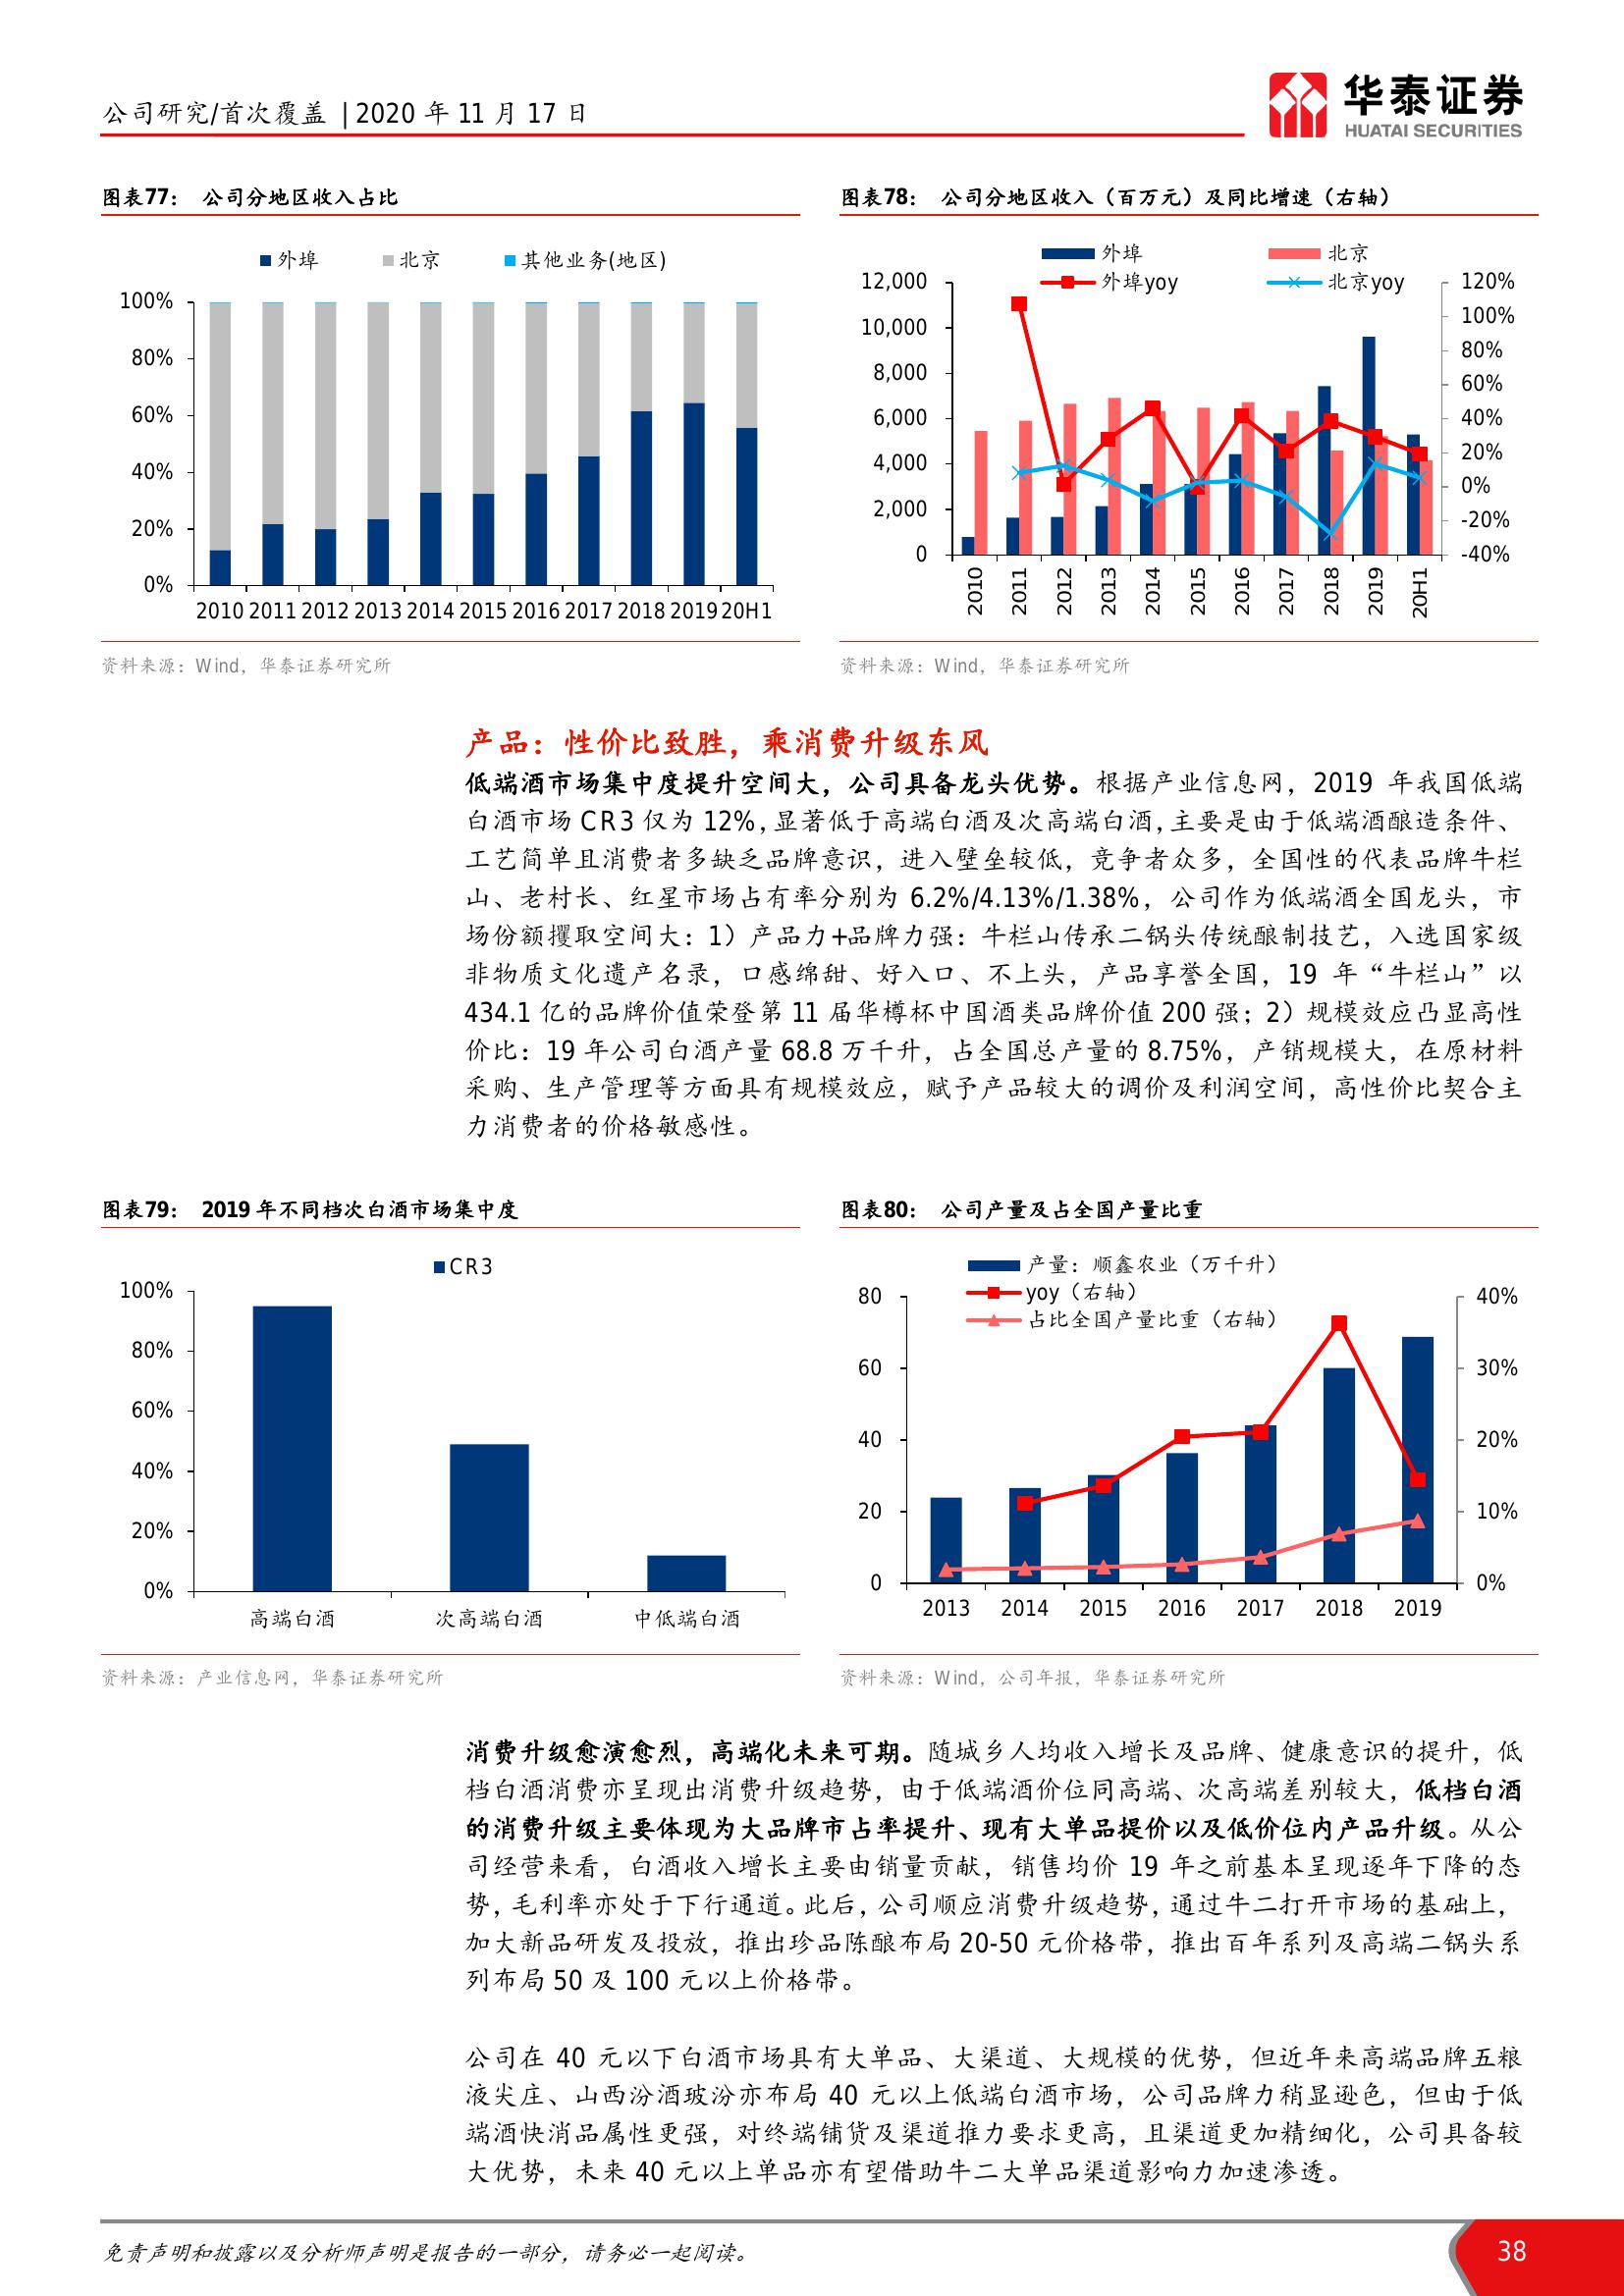 公司研究/首次覆盖 | 2020 年 11 月 17 日
华泰证券
HUATAI SECURITIES
图表77： 公司分地区收入占比
外埠 北京 其他业务(地区)
100%
80%
60%
40%
20%
0%
2010 2011 2012 2013 2014 2015 2016 2017 2018 2019 20H1
资料来源：Wind，华泰证券研究所
图表78： 公司分地区收入（百万元）及同比增速（右轴）
外埠 北京
外埠yoy 北京yoy
12,000 120%
10,000 100%
8,000 80%
6,000 60%
4,000 40%
2,000 20%
0 0%
-20%
-40%
2010 2011 2012 2013 2014 2015 2016 2017 2018 2019 20H1
资料来源：Wind，华泰证券研究所
产品：性价比致胜，乘消费升级东风
低端酒市场集中度提升空间大，公司具备龙头优势。根据产业信息网，2019 年我国低端
白酒市场 CR3 仅为 12%，显著低于高端白酒及次高端白酒，主要是由于低端酒酿造条件、
工艺简单且消费者多缺乏品牌意识，进入壁垒较低，竞争者众多，全国性的代表品牌牛栏
山、老村长、红星市场占有率分别为 6.2%/4.13%/1.38%，公司作为低端酒全国龙头，市
场份额攫取空间大：1）产品力+品牌力强：牛栏山传承二锅头传统酿制技艺，入选国家级
非物质文化遗产名录，口感绵甜、好入口、不上头，产品享誉全国，19 年“牛栏山”以
434.1 亿的品牌价值荣登第 11 届华樽杯中国酒类品牌价值 200 强；2）规模效应凸显高性
价比：19 年公司白酒产量 68.8 万千升，占全国总产量的 8.75%，产销规模大，在原材料
采购、生产管理等方面具有规模效应，赋予产品较大的调价及利润空间，高性价比契合主
力消费者的价格敏感性。
图表79： 2019 年不同档次白酒市场集中度
CR3
100%
80%
60%
40%
20%
0%
高端白酒 次高端白酒 中低端白酒
资料来源：产业信息网，华泰证券研究所
图表80： 公司产量及占全国产量比重
产量：顺鑫农业（万千升）
yoy（右轴）
占比全国产量比重（右轴）
80 40%
60 30%
40 20%
20 10%
0 0%
2013 2014 2015 2016 2017 2018 2019
资料来源：Wind，公司年报，华泰证券研究所
消费升级愈演愈烈，高端化未来可期。随城乡人均收入增长及品牌、健康意识的提升，低
档白酒消费亦呈现出消费升级趋势，由于低端酒价位同高端、次高端差别较大，低档白酒
的消费升级主要体现为大品牌市占率提升、现有大单品提价以及低价位内产品升级。从公
司经营来看，白酒收入增长主要由销量贡献，销售均价 19 年之前基本呈现逐年下降的态
势，毛利率亦处于下行通道。此后，公司顺应消费升级趋势，通过牛二打开市场的基础上，
加大新品研发及投放，推出珍品陈酿布局 20-50 元价格带，推出百年系列及高端二锅头系
列布局 50 及 100 元以上价格带。
公司在 40 元以下白酒市场具有大单品、大渠道、大规模的优势，但近年来高端品牌五粮
液尖庄、山西汾酒玻汾亦布局 40 元以上低端白酒市场，公司品牌力稍显逊色，但由于低
端酒快消品属性更强，对终端铺货及渠道推力要求更高，且渠道更加精细化，公司具备较
大优势，未来 40 元以上单品亦有望借助牛二大单品渠道影响力加速渗透。
免责声明和披露以及分析师声明是报告的一部分，请务必一起阅读。
38